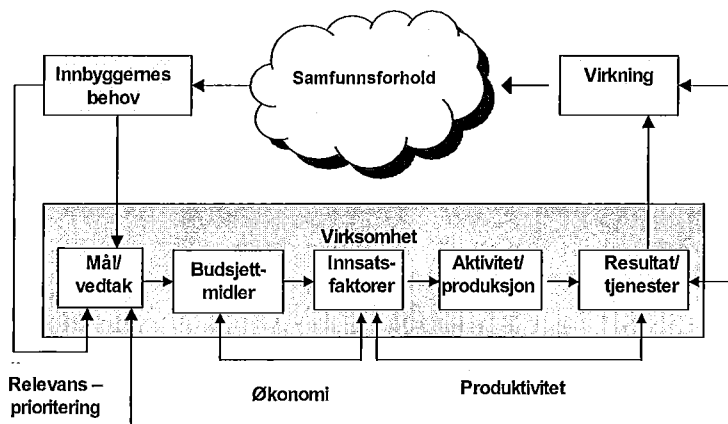 Innbyggernes
behov
Samfunnsforhold
Virkning
Virksomhet
Mål/
vedtak
Budsjett-
midler
Innsats-
faktorer
Aktivitet/
produksjon
Resultat/
tjenester
Relevans –
prioritering
Økonomi
Produktivitet